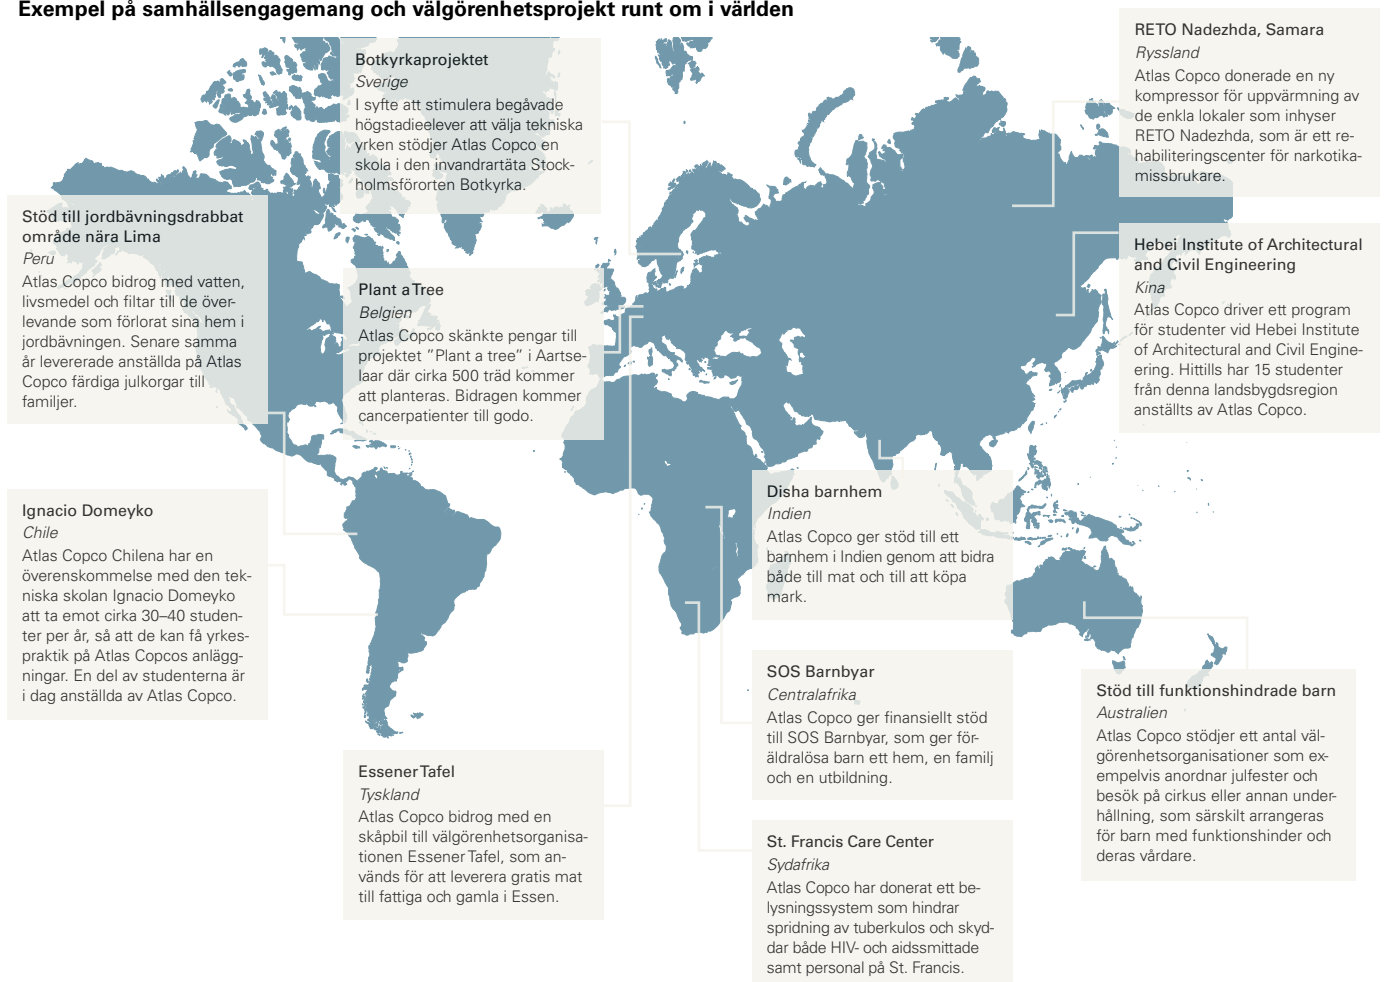 Exempel på samhällsengagemang och välgörenhetsprojekt runt om i världen
Botkyrkaprojektet
Sverige
I syfte att stimulera begåvade
högstadieelever att välja tekniska
yrken stödjer Atlas Copco en
skola i den invandrartäta Stock-
holmsförorten Botkyrka.
RETO Nadezhda, Samara
Ryssland
Atlas Copco donerade en ny
kompressor för uppvärmning av
de enkla lokaler som inhyser
RETO Nadezhda, som är ett re-
habiliteringscenter för narkotika-
missbrukare.
Stöd till jordbävningsdrabbat
område nära Lima
Peru
Atlas Copco bidrog med vatten,
livsmedel och filtar till de över-
levande som förlorat sina hem i
jordbävningen. Senare samma
år levererade anställda på Atlas
Copco färdiga julkorgar till
familjer.
Plant a Tree
Belgien
Atlas Copco skänkte pengar till
projektet ”Plant a tree” i Aartse-
laar där cirka 500 träd kommer
att planteras. Bidragen kommer
cancerpatienter till godo.
Hebei Institute of Architectural
and Civil Engineering
Kina
Atlas Copco driver ett program
för studenter vid Hebei Institute
of Architectural and Civil Engine-
ering. Hittills har 15 studenter
från denna landsbygdsregion
anställts av Atlas Copco.
Ignacio Domeyko
Chile
Atlas Copco Chilena har en
överenskommelse med den tek-
niska skolan Ignacio Domeyko
att ta emot cirka 30–40 studen-
ter per år, så att de kan få yrkes-
praktik på Atlas Copcos anlägg-
ningar. En del av studenterna är
i dag anställda av Atlas Copco.
Disha barnhem
Indien
Atlas Copco ger stöd till ett
barnhem i Indien genom att bidra
både till mat och till att köpa
mark.
SOS Barnbyar
Centralafrika
Atlas Copco ger finansiellt stöd
till SOS Barnbyar, som ger för-
äldralösa barn ett hem, en familj
och en utbildning.
Stöd till funktionshindrade barn
Australien
Atlas Copco stödjer ett antal väl-
görenhetsorganisationer som ex-
empelvis anordnar julfester och
besök på cirkus eller annan under-
hållning, som särskilt arrangeras
för barn med funktionshinder och
deras vårdare.
Essener Tafel
Tyskland
Atlas Copco bidrog med en
skåpbil till välgörenhetsorganisa-
tionen Essener Tafel, som an-
vänds för att leverera gratis mat
till fattiga och gamla i Essen.
St. Francis Care Center
Sydafrika
Atlas Copco har donerat ett be-
lysningssystem som hindrar
spridning av tuberkulos och skyd-
dar både HIV- och aidssmittade
samt personal på St. Francis.